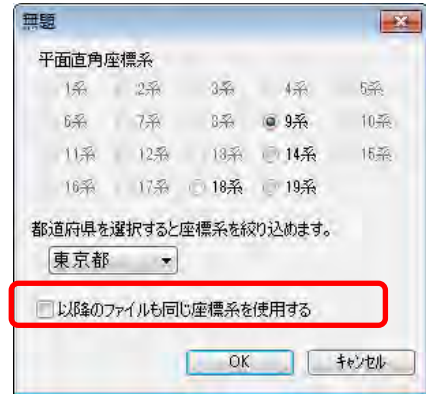 無題
平面直角座標系
1系 2系 3系 4系 5系
6系 7系 8系 9系 10系
11系 12系 13系 14系 15系
16系 17系 18系 19系
都道府県を選択すると座標系を絞り込めます。
東京都
以降のファイルも同じ座標系を使用する
OK キャンセル